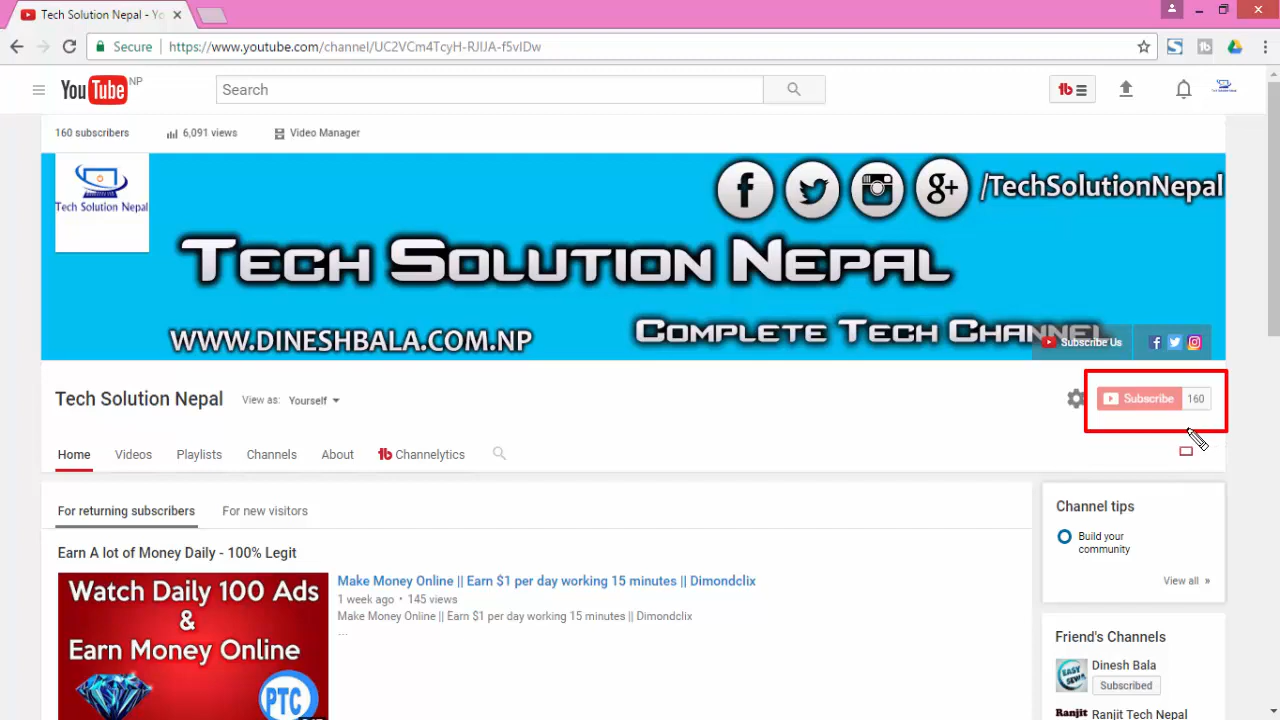 Tech Solution Nepal - Yo
Secure
https://www.youtube.com/channel/UC2VCm4TcyH-RJIJA-f5vIDw
YouTube NP
Search
160 subscribers
6,091 views
Video Manager
Tech Solution Nepal
/TechSolutionNepal
Tech Solution Nepal
WWW.DINESHBALA.COM.NP
Complete Tech Channel
Subscribe Us
Tech Solution Nepal
View as: Yourself
Subscribe 160
Home Videos Playlists Channels About Channelytics
For returning subscribers
For new visitors
Channel tips
Build your
community
View all »
Earn A lot of Money Daily - 100% Legit
Watch Daily 100 Ads
&
Earn Money Online
PTC
Make Money Online || Earn $1 per day working 15 minutes || Dimondclix
1 week ago • 145 views
Make Money Online || Earn $1 per day working 15 minutes || Dimondclix
...
Friend's Channels
Dinesh Bala
Subscribed
Ranjit Ranjit Tech Nepal